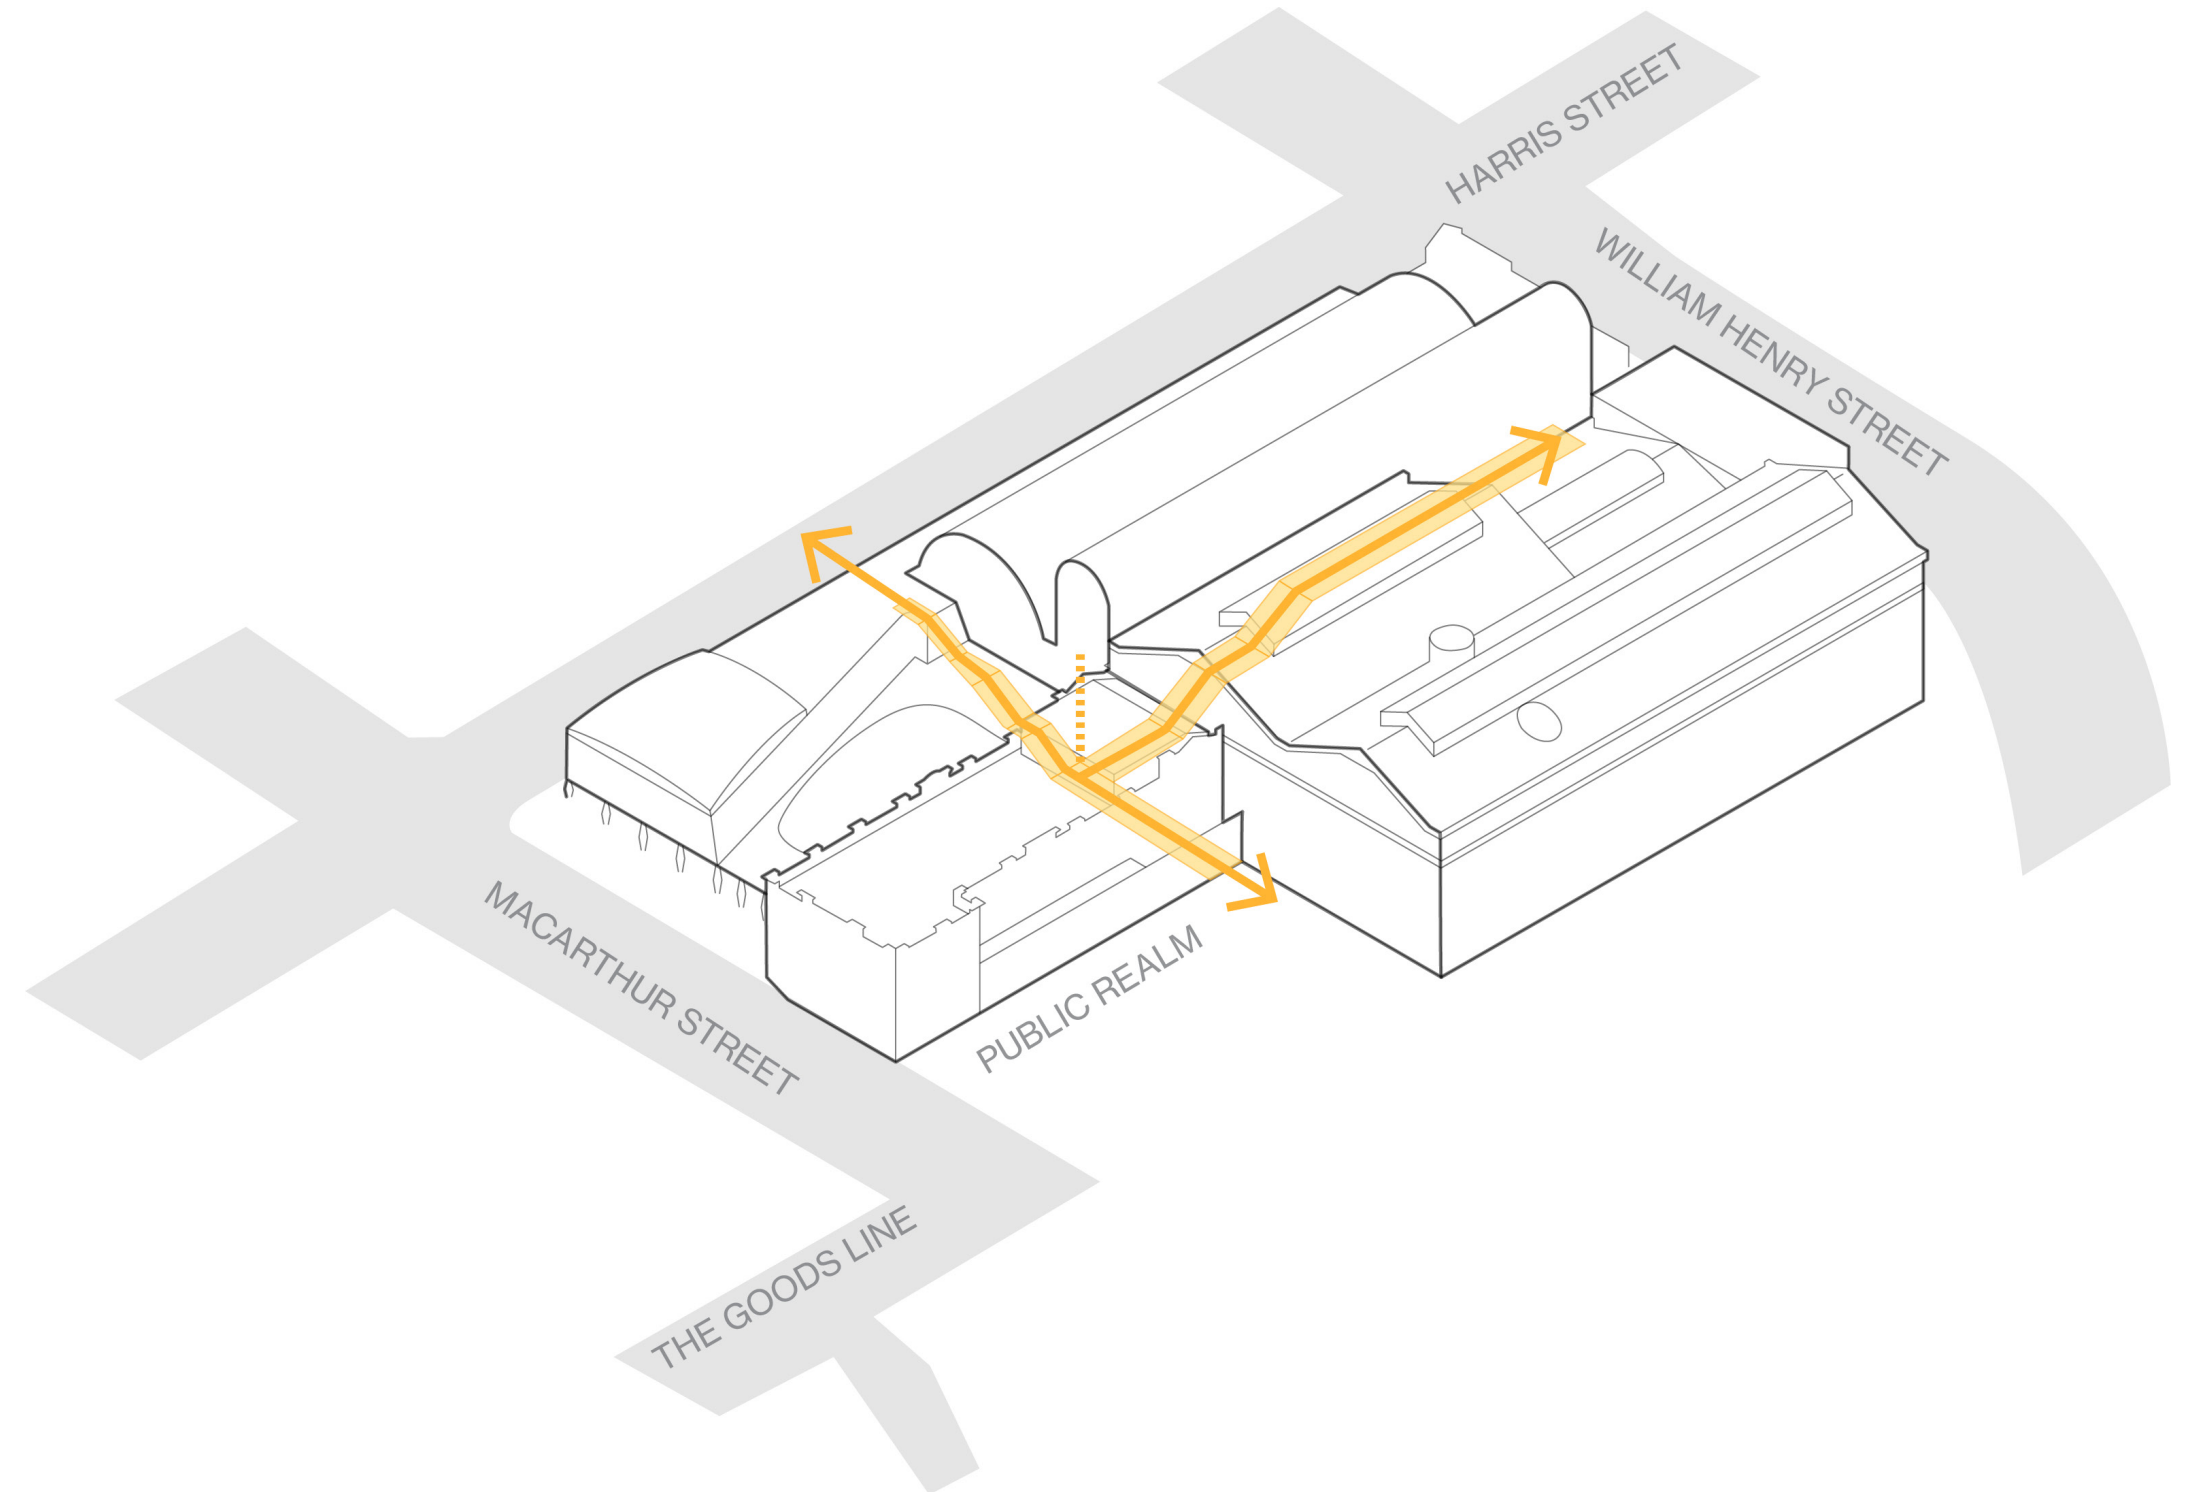 HARRIS STREET
WILLIAM HENRY STREET
MACARTHUR STREET
PUBLIC REALM
THE GOODS LINE